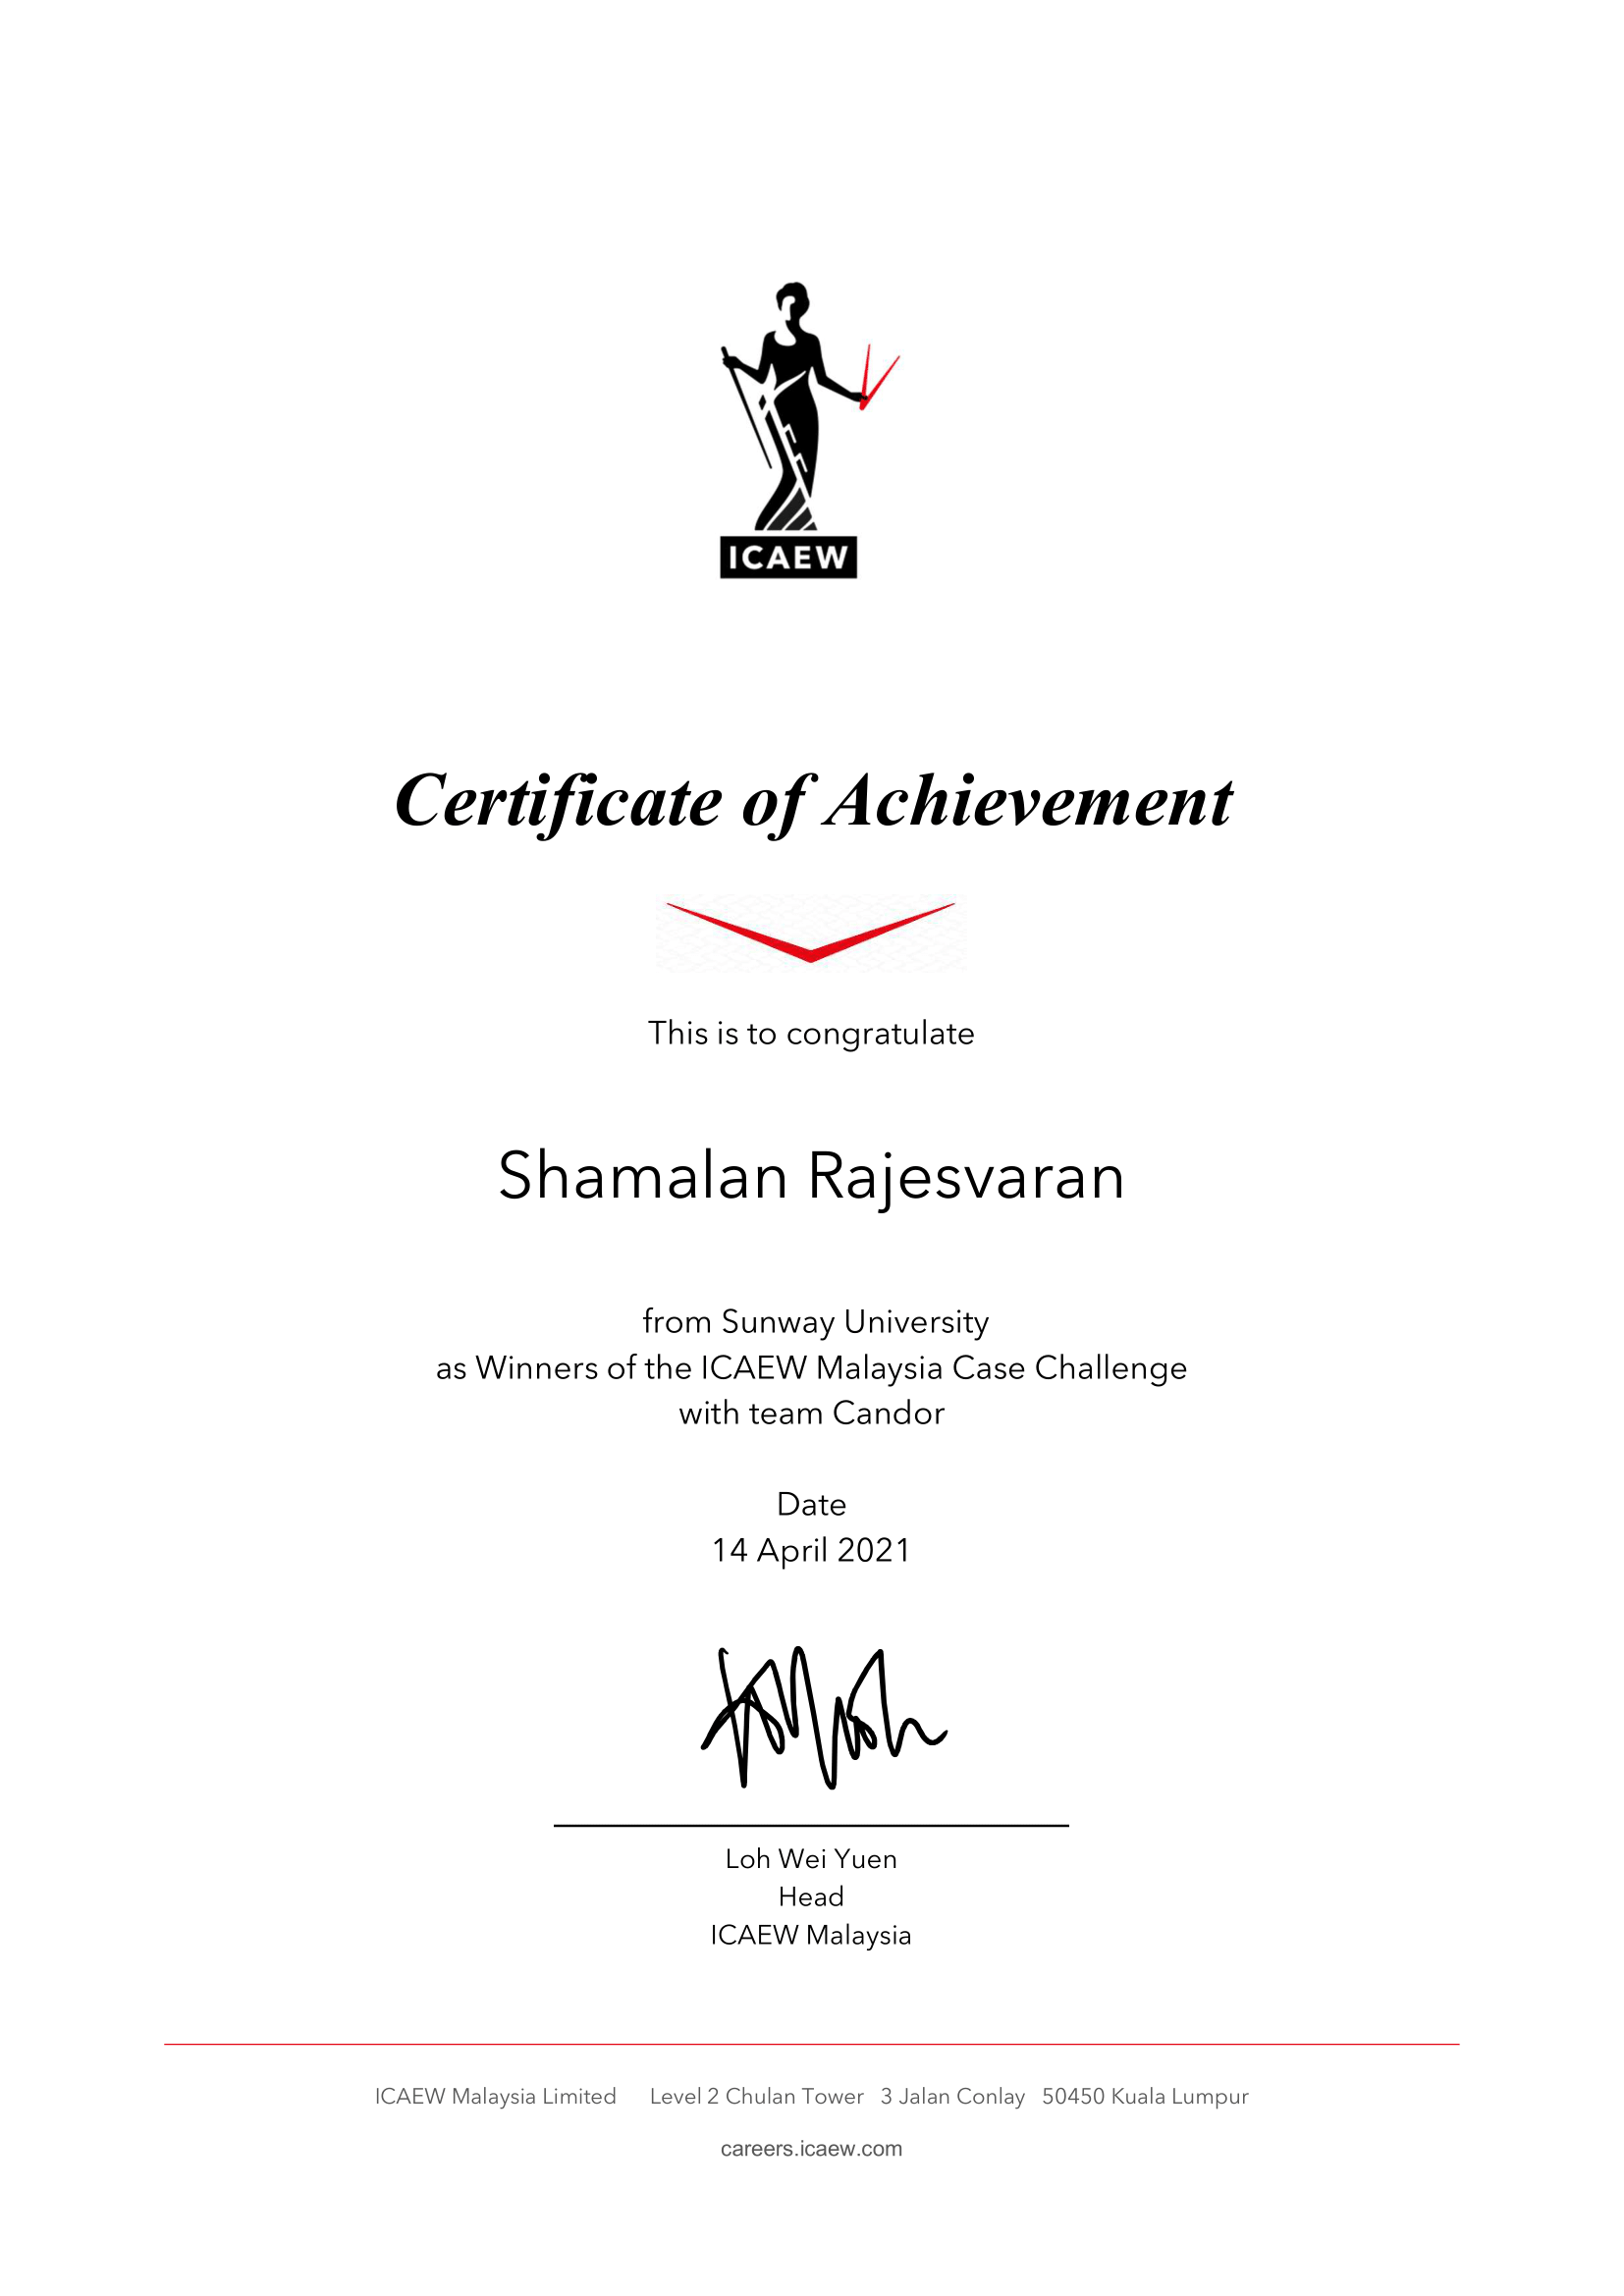 ICAEW
Certificate of Achievement
This is to congratulate
Shamalan Rajesvaran
from Sunway University
as Winners of the ICAEW Malaysia Case Challenge
with team Candor
Date
14 April 2021
Loh Wei Yuen
Head
ICAEW Malaysia
ICAEW Malaysia Limited Level 2 Chulan Tower 3 Jalan Conlay 50450 Kuala Lumpur
careers.icaew.com